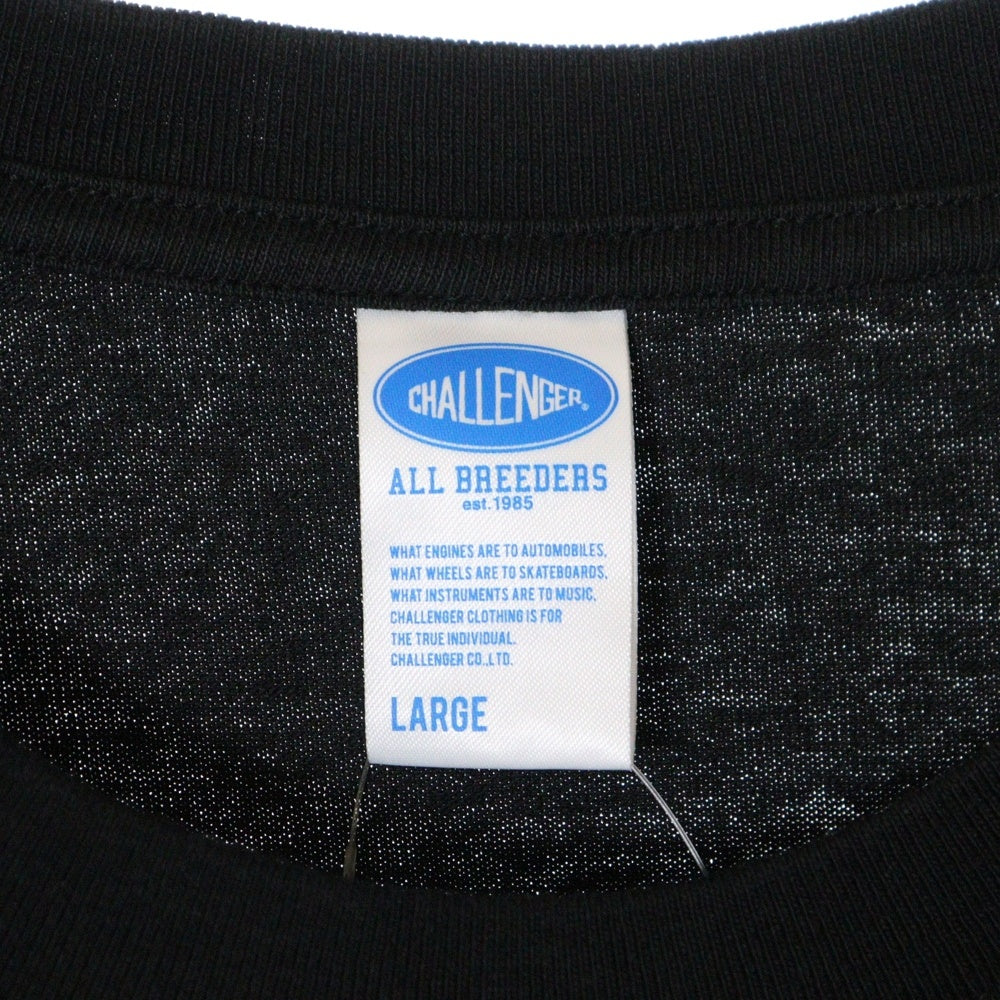 CHALLENGER®
ALL BREEDERS
est.1985
WHAT ENGINES ARE TO AUTOMOBILES,
WHAT WHEELS ARE TO SKATEBOARDS,
WHAT INSTRUMENTS ARE TO MUSIC,
CHALLENGER CLOTHING IS FOR
THE TRUE INDIVIDUAL.
CHALLENGER CO.,LTD.
LARGE